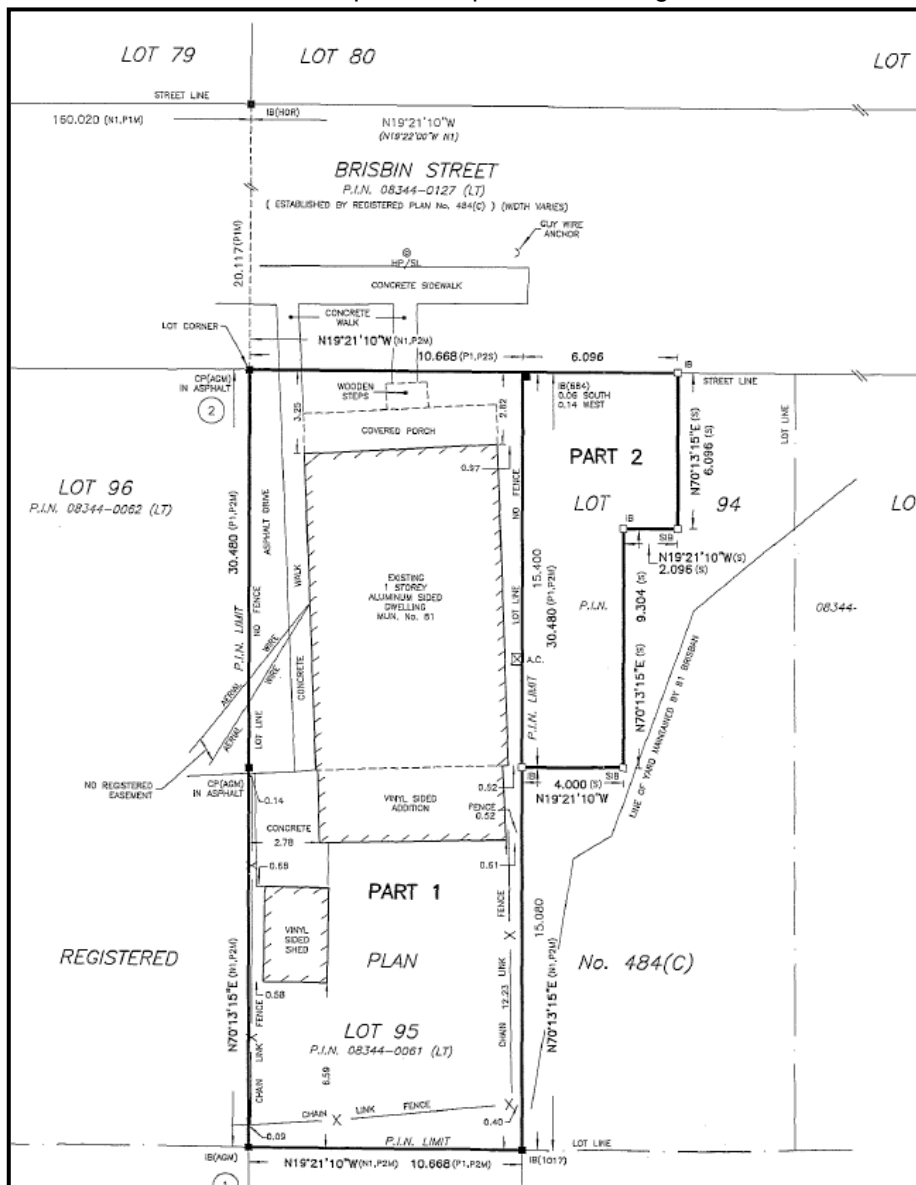 LOT 79
LOT 80
LOT
STREET LINE
160.020 (N1,P1M)
IB(HDR)
N19°21'10"W
(N19°22'00"W N1)
BRISBIN STREET
P.I.N. 08344-0127 (LT)
( ESTABLISHED BY REGISTERED PLAN No. 484(C) ) (WIDTH VARIES)
20.117(P1M)
GUY WIRE
ANCHOR
HP/SL
CONCRETE SIDEWALK
CONCRETE
WALK
LOT CORNER
N19°21'10"W(N1,P2M)
10.668(P1,P2S)
6.096
IB
STREET LINE
CP(AGM)
IN ASPHALT
2
3.25
WOODEN
STEPS
2.82
IB(684)
0.06 SOUTH
0.14 WEST
COVERED PORCH
0.97
PART 2
N70°13'15"E (S)
6.096 (S)
LOT LINE
LOT 96
P.I.N. 08344-0062 (LT)
LOT
94
LO
IB
SIB
N19°21'10"W(S)
2.096 (S)
30.480 (P1,P2M)
P.I.N. LIMIT
NO FENCE
LOT LINE
ASPHALT DRIVE
WALK
CONCRETE
EXISTING
1 STOREY
ALUMINUM SIDED
DWELLING
MUN. No. 61
NO FENCE
LOT LINE
15.400
30.480 (P1,P2M)
P.I.N. LIMIT
P.I.N.
9.304 (S)
N70°13'15"E (S)
08344-
A.C.
AERIAL WIRE
AERIAL WIRE
LINE OF YARD MAINTAINED BY 81 BRISBAN
NO REGISTERED
EASEMENT
CP(AGM)
IN ASPHALT
0.14
0.52
IB
SIB
4.000 (S)
N19°21'10"W
VINYL SIDED
ADDITION
FENCE
0.52
CONCRETE
2.78
0.68
0.61
PART 1
VINYL
SIDED
SHED
FENCE
REGISTERED
PLAN
No. 484(C)
15.080
N70°13'15"E (N1,P2M)
N70°13'15"E (N1,P2M)
0.58
CHAIN LINK FENCE
CHAIN LINK 12.23
LOT 95
P.I.N. 08344-0061 (LT)
6.59
CHAIN LINK FENCE
0.40
0.09
P.I.N. LIMIT
LOT LINE
IB(AGM)
N19°21'10"W(N1,P2M) 10.668 (P1,P2M)
IB(1017)
1